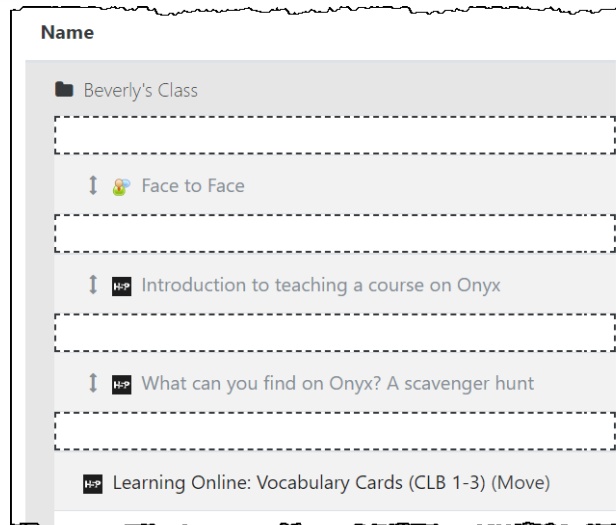 Name
Beverly's Class
Face to Face
H-P Introduction to teaching a course on Onyx
H-P What can you find on Onyx? A scavenger hunt
H-P Learning Online: Vocabulary Cards (CLB 1-3) (Move)